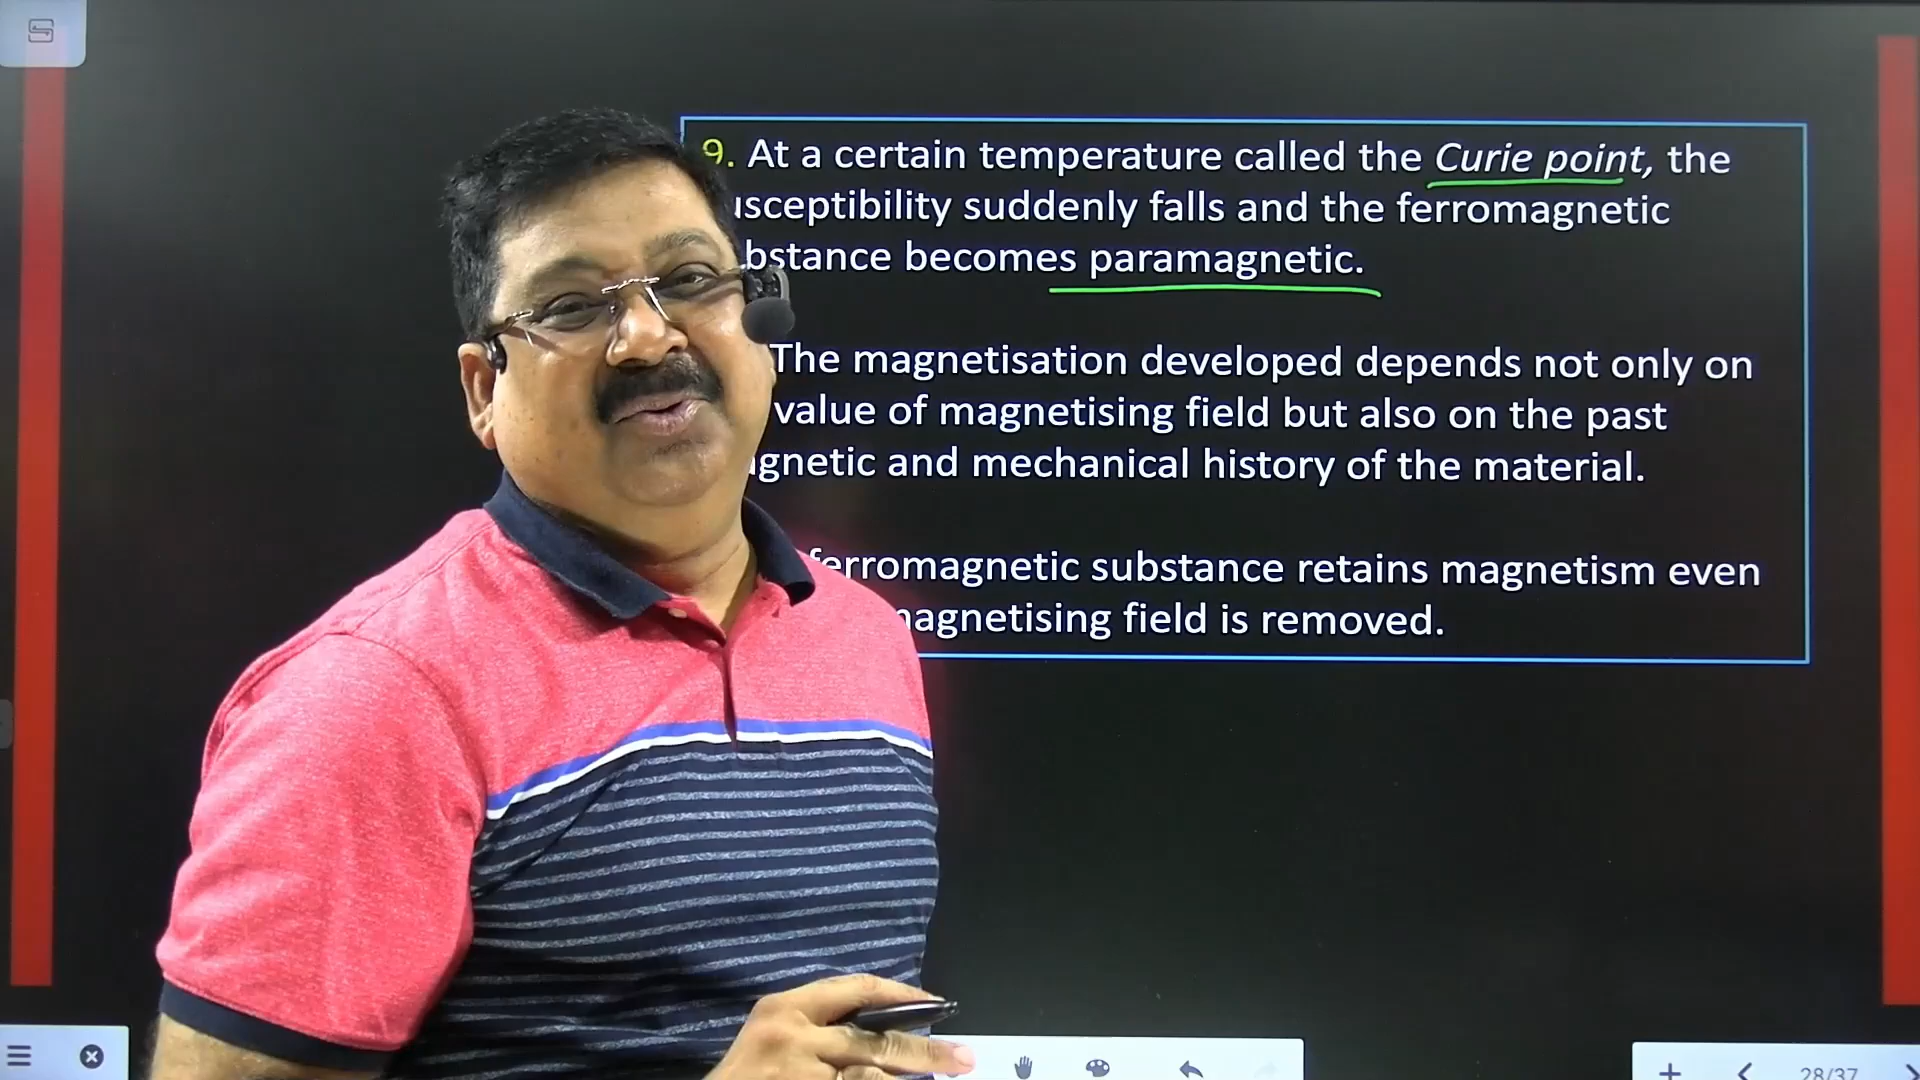 9. At a certain temperature called the Curie point, the
usceptibility suddenly falls and the ferromagnetic
bstance becomes paramagnetic.
The magnetisation developed depends not only on
value of magnetising field but also on the past
gnetic and mechanical history of the material.
ferromagnetic substance retains magnetism even
agnetising field is removed.
28/37